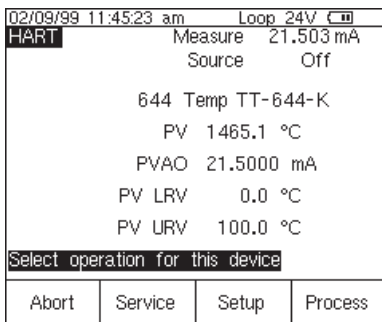 02/09/99 11:45:23 am Loop 24V
HART Measure 21.503 mA
Source Off
644 Temp TT-644-K
PV 1465.1 °C
PVAO 21.5000 mA
PV LRV 0.0 °C
PV URV 100.0 °C
Select operation for this device
Abort Service Setup Process